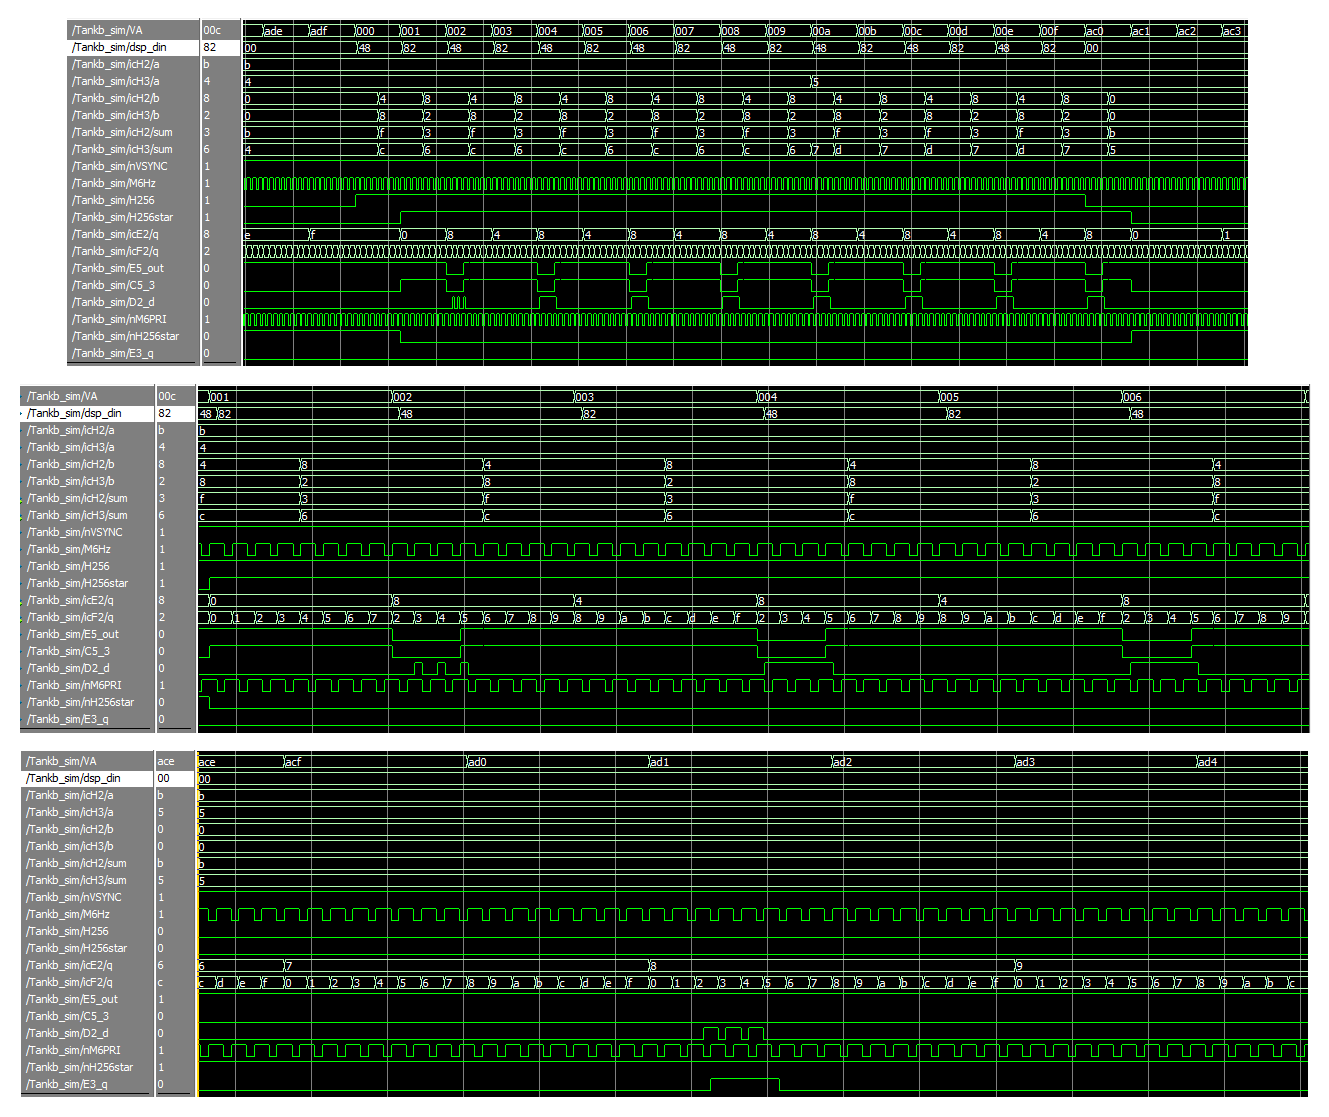 /Tankb_sim/VA 00c ade adf 000 001 002 003 004 005 006 007 008 009 00a 00b 00c 00d 00e 00f ac0 ac1 ac2 ac3
/Tankb_sim/dsp_din 82 00 48 82 48 82 48 82 48 82 48 82 48 82 48 82 48 82 00
/Tankb_sim/icH2/a b b
/Tankb_sim/icH3/a 4 4 5
/Tankb_sim/icH2/b 8 0 4 8 4 8 4 8 4 8 4 8 4 8 4 8 4 8 0
/Tankb_sim/icH3/b 2 0 8 2 8 2 8 2 8 2 8 2 8 2 8 2 8 2 0
/Tankb_sim/icH2/sum 3 b f 3 f 3 f 3 f 3 f 3 f 3 f 3 f 3 b
/Tankb_sim/icH3/sum 6 4 c 6 c 6 c 6 c 6 c 6 7 d 7 d 7 d 7 5
/Tankb_sim/nVSYNC 1
/Tankb_sim/M6Hz 1
/Tankb_sim/H256 1
/Tankb_sim/H256star 1
/Tankb_sim/icE2/q 8 e f 0 8 4 8 4 8 4 8 4 8 4 8 4 8 4 8 0 1
/Tankb_sim/icF2/q 2
/Tankb_sim/E5_out 0
/Tankb_sim/C5_3 0
/Tankb_sim/D2_d 0
/Tankb_sim/nM6PRI 1
/Tankb_sim/nH256star 0
/Tankb_sim/E3_q 0
/Tankb_sim/VA 00c 001 002 003 004 005 006
/Tankb_sim/dsp_din 82 48 82 48 82 48 82 48
/Tankb_sim/icH2/a b b
/Tankb_sim/icH3/a 4 4
/Tankb_sim/icH2/b 8 4 8 4 8 4 8 4
/Tankb_sim/icH3/b 2 8 2 8 2 8 2 8
/Tankb_sim/icH2/sum 3 f 3 f 3 f 3 f
/Tankb_sim/icH3/sum 6 c 6 c 6 c 6 c
/Tankb_sim/nVSYNC 1
/Tankb_sim/M6Hz 1
/Tankb_sim/H256 1
/Tankb_sim/H256star 1
/Tankb_sim/icE2/q 8 0 8 4 8 4 8
/Tankb_sim/icF2/q 2 0 1 2 3 4 5 6 7 2 3 4 5 6 7 8 9 8 9 a b c d e f 2 3 4 5 6 7 8 9 8 9 a b c d e f 2 3 4 5 6 7 8 9
/Tankb_sim/E5_out 0
/Tankb_sim/C5_3 0
/Tankb_sim/D2_d 0
/Tankb_sim/nM6PRI 1
/Tankb_sim/nH256star 0
/Tankb_sim/E3_q 0
/Tankb_sim/VA ace ace acf ad0 ad1 ad2 ad3 ad4
/Tankb_sim/dsp_din 00 00
/Tankb_sim/icH2/a b b
/Tankb_sim/icH3/a 5 5
/Tankb_sim/icH2/b 0 0
/Tankb_sim/icH3/b 0 0
/Tankb_sim/icH2/sum b b
/Tankb_sim/icH3/sum 5 5
/Tankb_sim/nVSYNC 1
/Tankb_sim/M6Hz 1
/Tankb_sim/H256 0
/Tankb_sim/H256star 0
/Tankb_sim/icE2/q 6 6 7 8 9
/Tankb_sim/icF2/q c c d e f 0 1 2 3 4 5 6 7 8 9 a b c d e f 0 1 2 3 4 5 6 7 8 9 a b c d e f 0 1 2 3 4 5 6 7 8 9 a b c
/Tankb_sim/E5_out 1
/Tankb_sim/C5_3 0
/Tankb_sim/D2_d 0
/Tankb_sim/nM6PRI 1
/Tankb_sim/nH256star 1
/Tankb_sim/E3_q 0